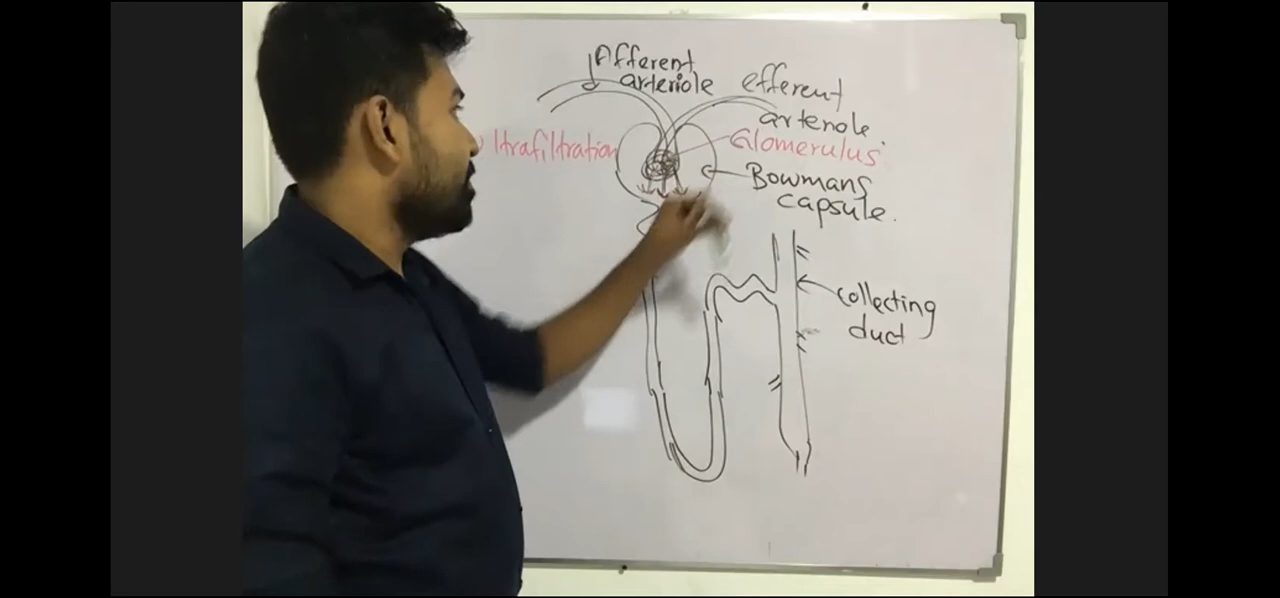 Afferent
arteriole
efferent
arteriole.
ltrafiltration
Glomerulus
Bowmans
capsule.
collecting
duct